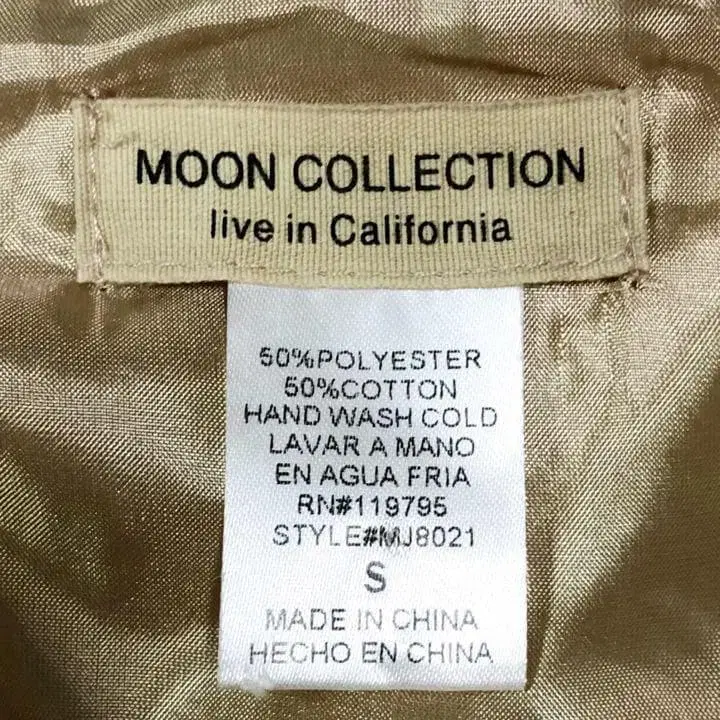 MOON COLLECTION
live in California
50%POLYESTER
50%COTTON
HAND WASH COLD
LAVAR A MANO
EN AGUA FRIA
RN#119795
STYLE#MJ8021
S
MADE IN CHINA
HECHO EN CHINA